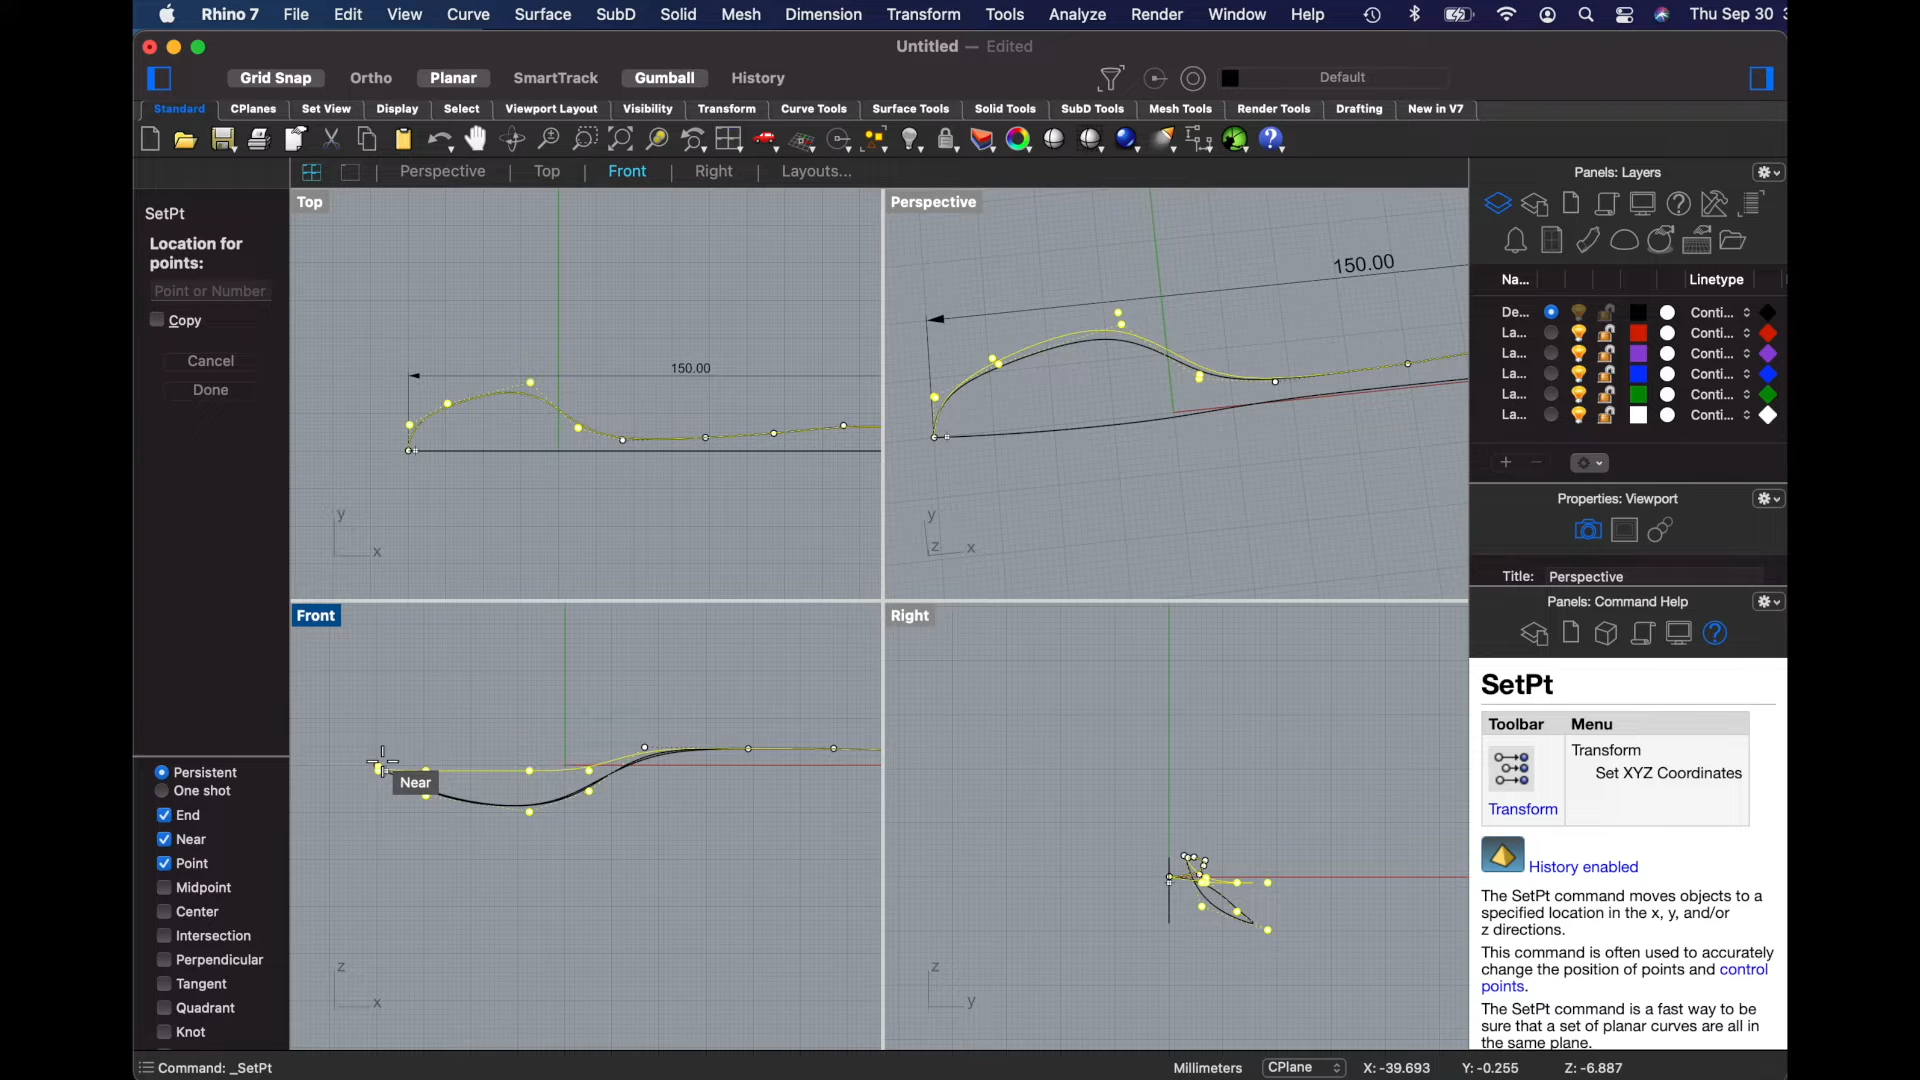 Rhino 7 File Edit View Curve Surface SubD Solid Mesh Dimension Transform Tools Analyze Render Window Help Thu Sep 30
Untitled — Edited
Grid Snap Ortho Planar SmartTrack Gumball History Default
Standard CPlanes Set View Display Select Viewport Layout Visibility Transform Curve Tools Surface Tools Solid Tools SubD Tools Mesh Tools Render Tools Drafting New in V7
Perspective Top Front Right Layouts...
SetPt
Location for
points:
Point or Number
Copy
Cancel
Done
Persistent
One shot
End
Near
Point
Midpoint
Center
Intersection
Perpendicular
Tangent
Quadrant
Knot
Top
150.00
y
x
Perspective
150.00
y
z x
Front
Near
z
x
Right
z
y
Panels: Layers
Na... Linetype
De... Conti...
La... Conti...
La... Conti...
La... Conti...
La... Conti...
La... Conti...
Properties: Viewport
Title: Perspective
Panels: Command Help
SetPt
Toolbar Menu
Transform
Set XYZ Coordinates
Transform
History enabled
The SetPt command moves objects to a
specified location in the x, y, and/or
z directions.
This command is often used to accurately
change the position of points and control
points.
The SetPt command is a fast way to be
sure that a set of planar curves are all in
the same plane.
Command: _SetPt
Millimeters CPlane X: -39.693 Y: -0.255 Z: -6.887